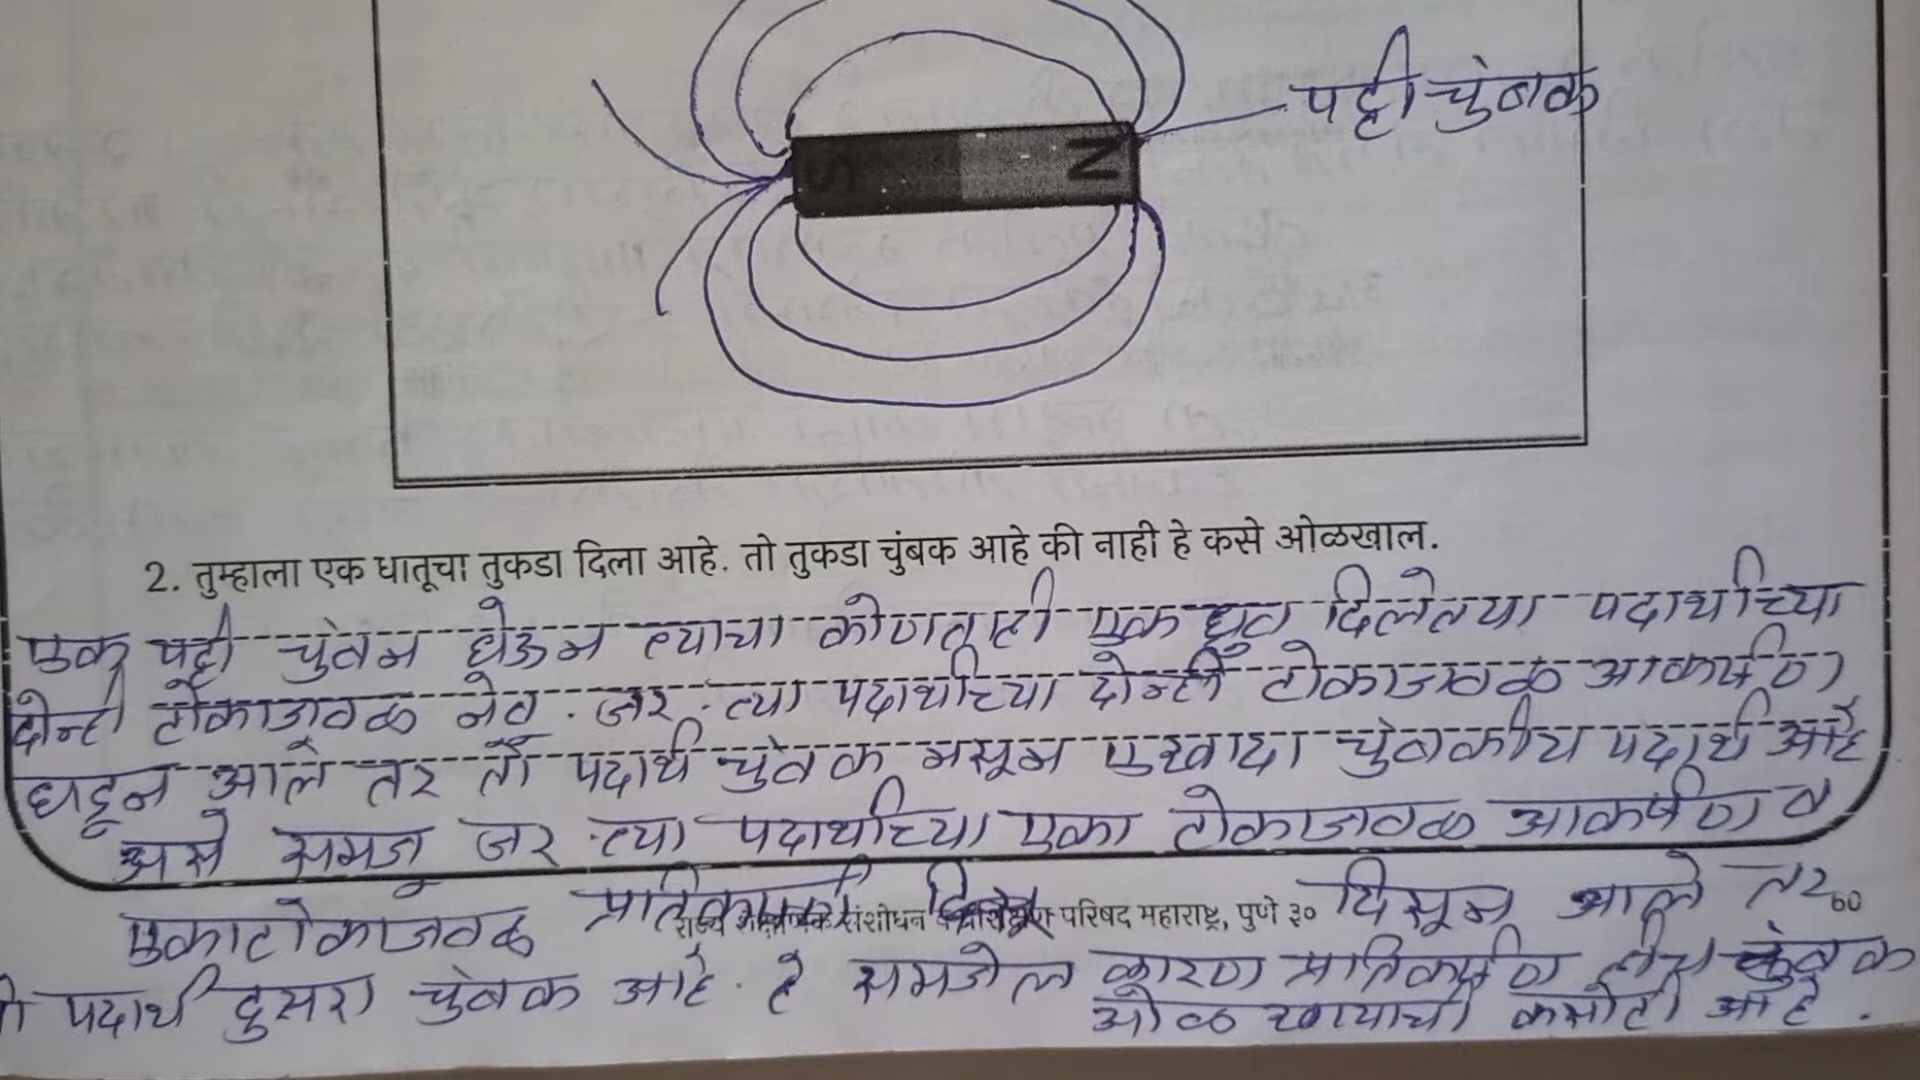 पट्टी चुंबक
S N
2. तुम्हाला एक धातूचा तुकडा दिला आहे. तो तुकडा चुंबक आहे की नाही हे कसे ओळखाल.
एक पट्टी चुंबक घेऊन त्याचा कोणताही एक ध्रुव दिलेल्या पदार्थाच्या
दोन्ही टोकाजवळ नेवू. जर त्या पदार्थाच्या दोन्ही टोकाजवळ आकर्षण
घडून आले तर तो पदार्थ चुंबक नसून एखादा चुंबकीय पदार्थ आहे
असे समजू जर त्या पदार्थाच्या एका टोकाजवळ आकर्षण व
एका टोकाजवळ प्रतिकर्षण दिसून आले तर
राज्य शैक्षणिक संशोधन व प्रशिक्षण परिषद महाराष्ट्र, पुणे ३० 60
तो पदार्थ दुसरा चुंबक आहे. हे समजेल कारण प्रतिकर्षण हीच चुंबक
ओळखण्याची कसोटी आहे.